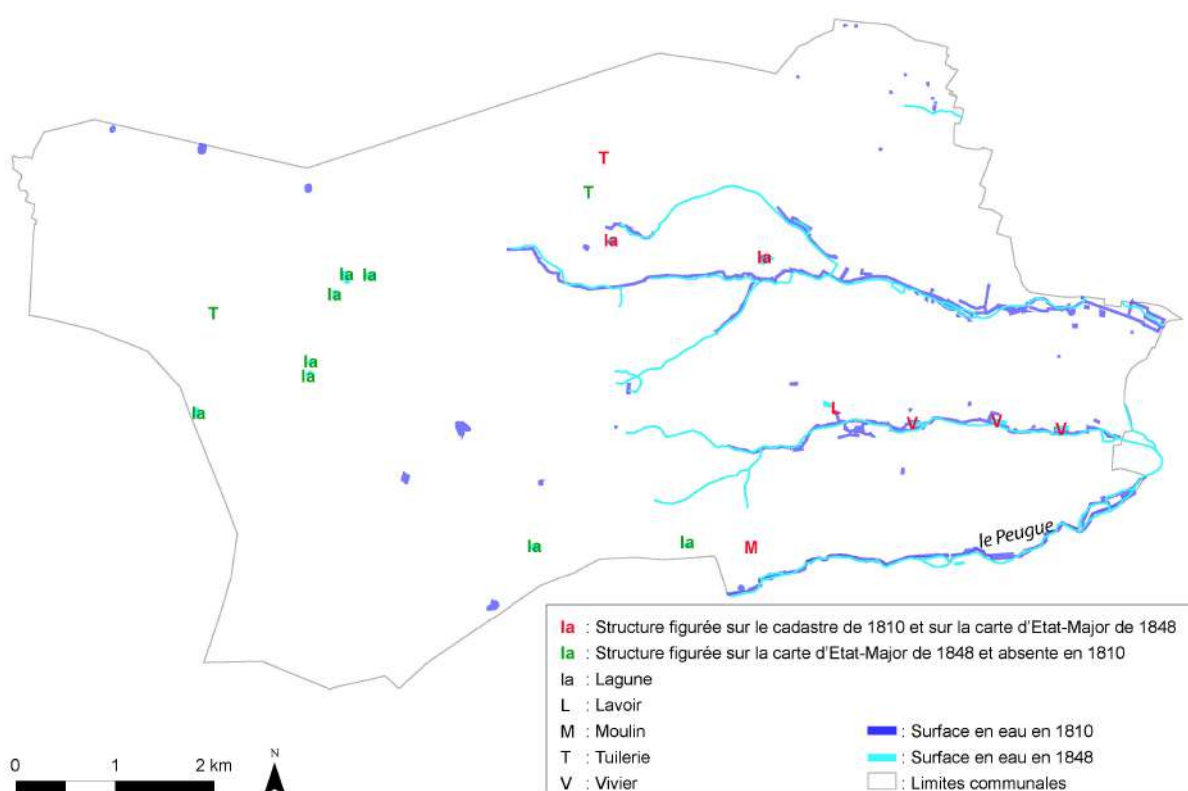 T
T
la
la
la la
la
T
la
la
la
L
V V V
la
la
M
le Peugue
la : Structure figurée sur le cadastre de 1810 et sur la carte d'Etat-Major de 1848
la : Structure figurée sur la carte d'Etat-Major de 1848 et absente en 1810
la : Lagune
L : Lavoir
M : Moulin
T : Tuilerie
V : Vivier
: Surface en eau en 1810
: Surface en eau en 1848
: Limites communales
N
0 1 2 km